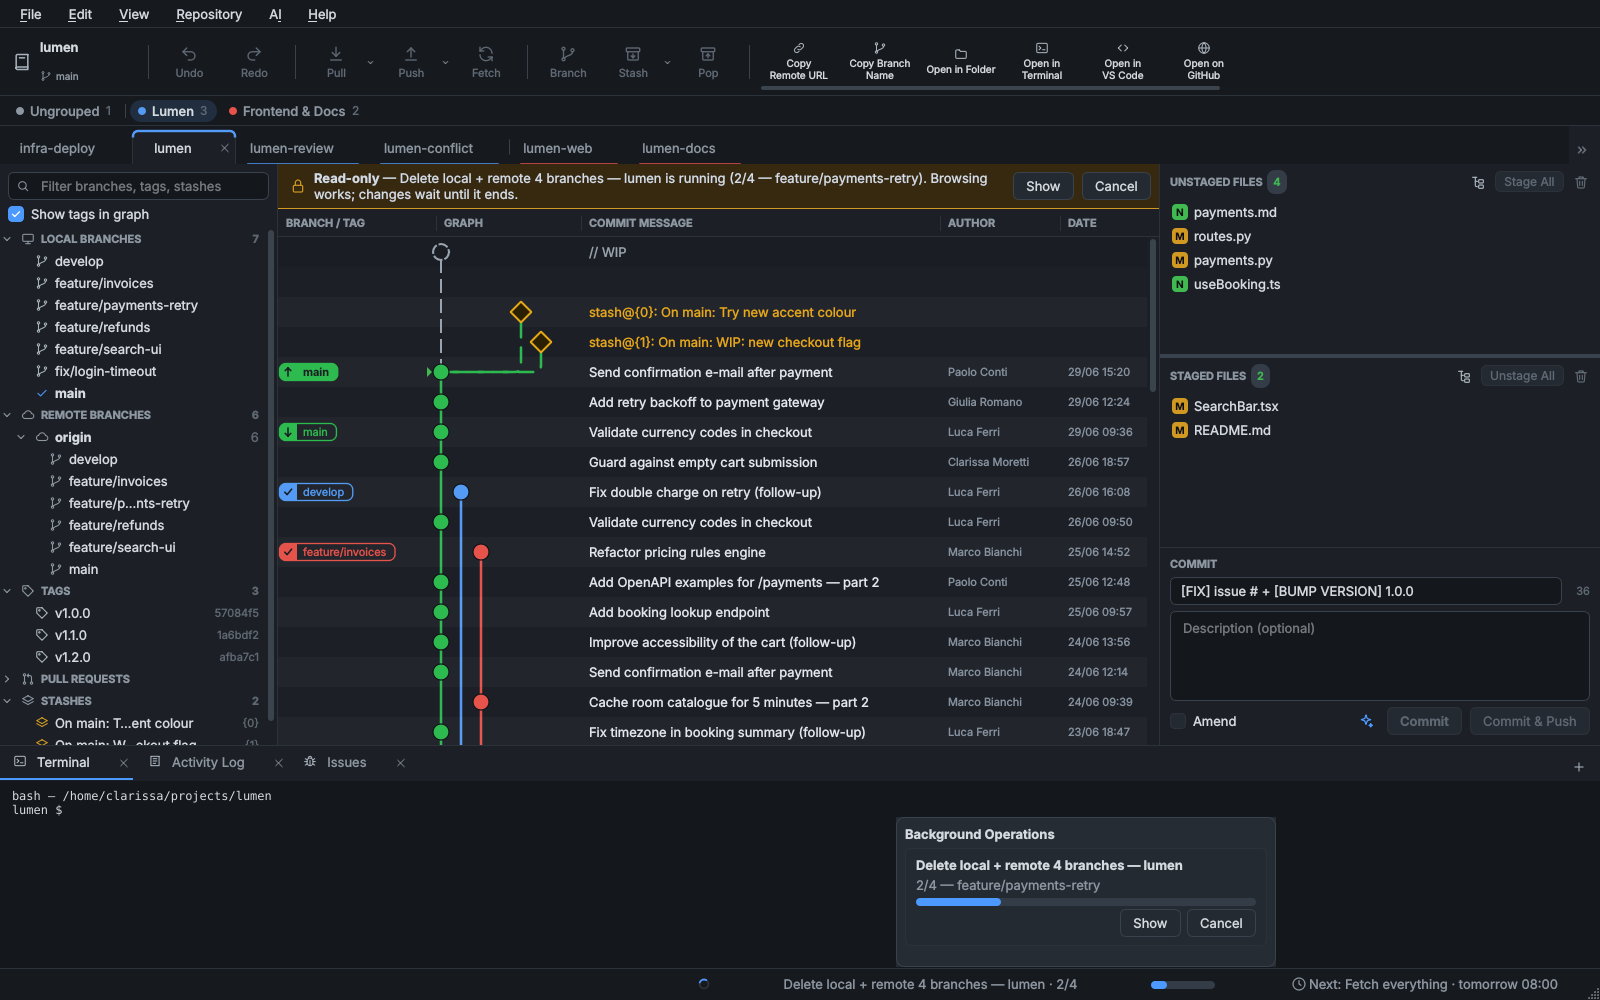 File Edit View Repository AI Help
lumen
main
Undo Redo Pull Push Fetch Branch Stash Pop
Copy Remote URL
Copy Branch Name
Open in Folder
Open in Terminal
Open in VS Code
Open on GitHub
Ungrouped 1 Lumen 3 Frontend & Docs 2
infra-deploy lumen lumen-review lumen-conflict lumen-web lumen-docs
Filter branches, tags, stashes
Show tags in graph
LOCAL BRANCHES 7
develop
feature/invoices
feature/payments-retry
feature/refunds
feature/search-ui
fix/login-timeout
main
REMOTE BRANCHES 6
origin 6
develop
feature/invoices
feature/p...nts-retry
feature/refunds
feature/search-ui
main
TAGS 3
v1.0.0 57084f5
v1.1.0 1a6bdf2
v1.2.0 afba7c1
PULL REQUESTS
STASHES 2
On main: T...ent colour {0}
On main: W...ckout flag {1}
Read-only — Delete local + remote 4 branches — lumen is running (2/4 — feature/payments-retry). Browsing
works; changes wait until it ends.
Show Cancel
BRANCH / TAG GRAPH COMMIT MESSAGE AUTHOR DATE
// WIP
stash@{0}: On main: Try new accent colour
stash@{1}: On main: WIP: new checkout flag
main Send confirmation e-mail after payment Paolo Conti 29/06 15:20
Add retry backoff to payment gateway Giulia Romano 29/06 12:24
main Validate currency codes in checkout Luca Ferri 29/06 09:36
Guard against empty cart submission Clarissa Moretti 26/06 18:57
develop Fix double charge on retry (follow-up) Luca Ferri 26/06 16:08
Validate currency codes in checkout Luca Ferri 26/06 09:50
feature/invoices Refactor pricing rules engine Marco Bianchi 25/06 14:52
Add OpenAPI examples for /payments — part 2 Paolo Conti 25/06 12:48
Add booking lookup endpoint Luca Ferri 25/06 09:57
Improve accessibility of the cart (follow-up) Marco Bianchi 24/06 13:56
Send confirmation e-mail after payment Marco Bianchi 24/06 12:14
Cache room catalogue for 5 minutes — part 2 Marco Bianchi 24/06 09:39
Fix timezone in booking summary (follow-up) Luca Ferri 23/06 18:47
UNSTAGED FILES 4 Stage All
N payments.md
M routes.py
M payments.py
N useBooking.ts
STAGED FILES 2 Unstage All
M SearchBar.tsx
M README.md
COMMIT
[FIX] issue # + [BUMP VERSION] 1.0.0 36
Description (optional)
Amend Commit Commit & Push
Terminal Activity Log Issues
bash — /home/clarissa/projects/lumen
lumen $
Background Operations
Delete local + remote 4 branches — lumen
2/4 — feature/payments-retry
Show Cancel
Delete local + remote 4 branches — lumen · 2/4 Next: Fetch everything · tomorrow 08:00